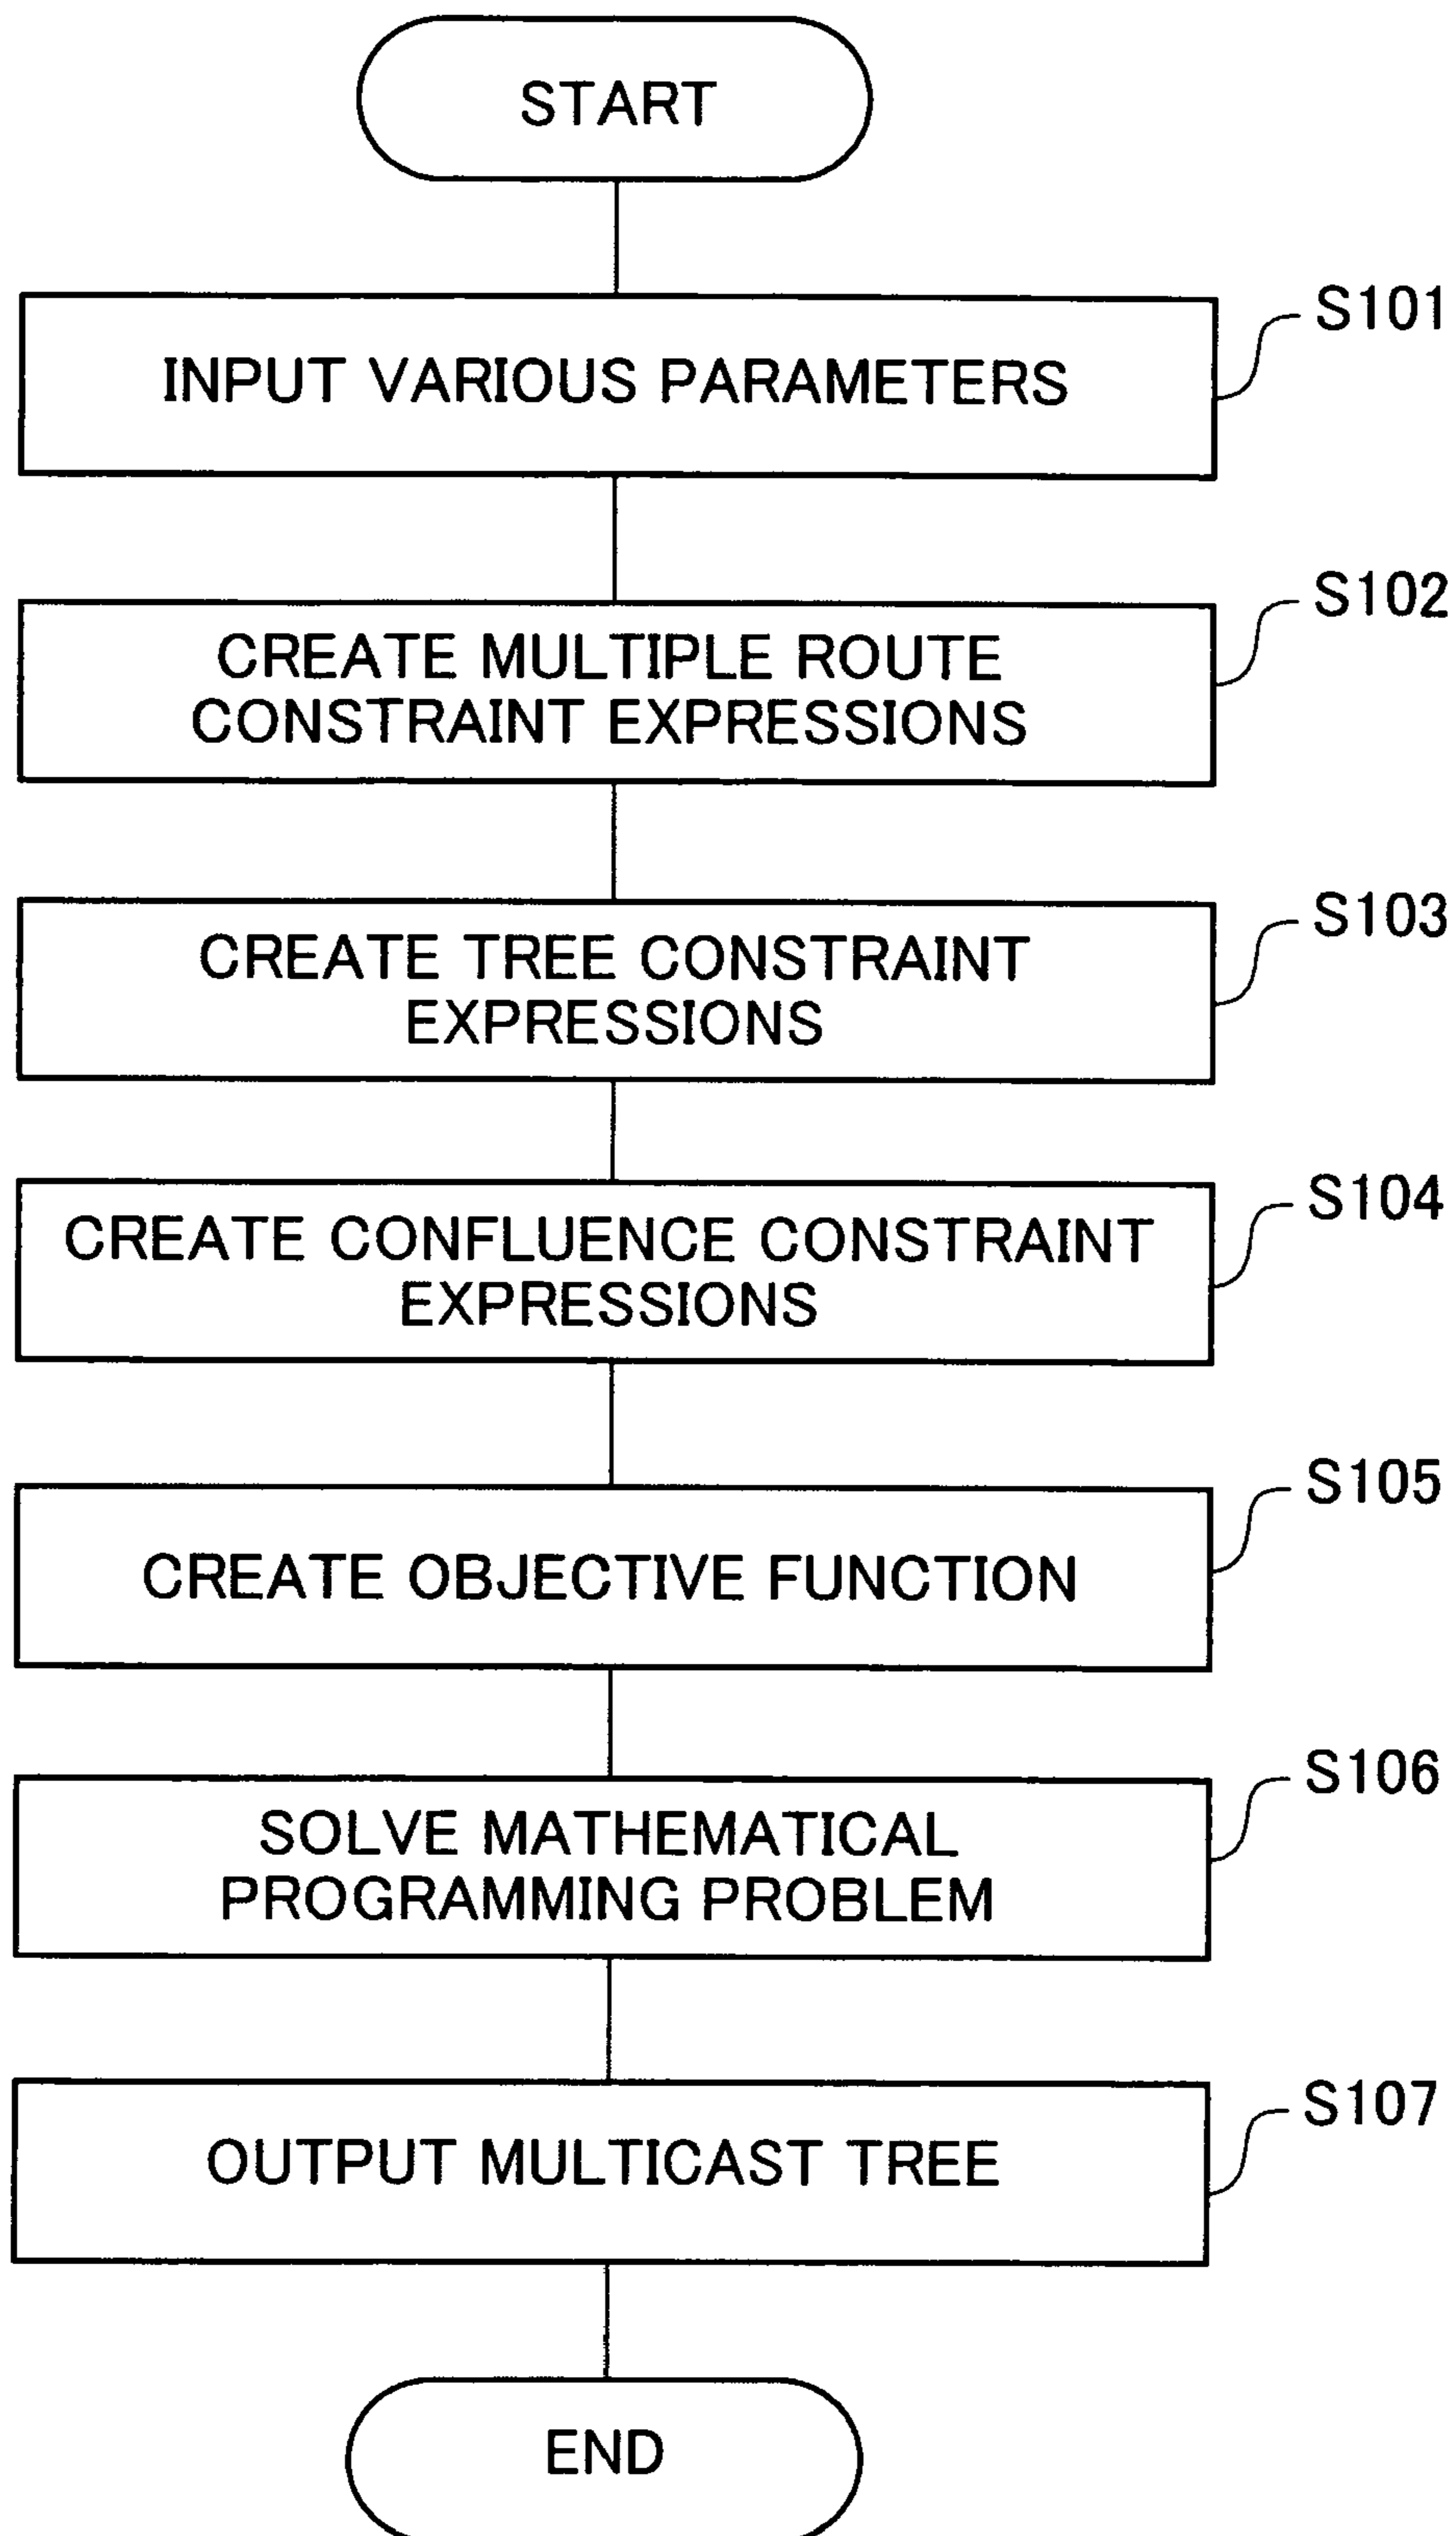 START
INPUT VARIOUS PARAMETERS
S101
CREATE MULTIPLE ROUTE
CONSTRAINT EXPRESSIONS
S102
CREATE TREE CONSTRAINT
EXPRESSIONS
S103
CREATE CONFLUENCE CONSTRAINT
EXPRESSIONS
S104
CREATE OBJECTIVE FUNCTION
S105
SOLVE MATHEMATICAL
PROGRAMMING PROBLEM
S106
OUTPUT MULTICAST TREE
S107
END